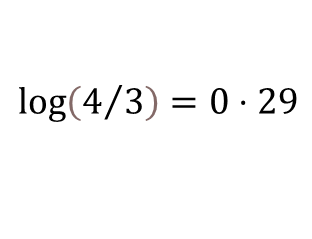 log(4/3) = 0 · 29